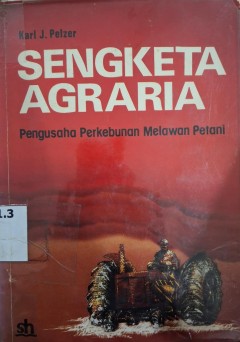 Karl J. Pelzer
SENGKETA
AGRARIA
Pengusaha Perkebunan Melawan Petani
1.3
sh